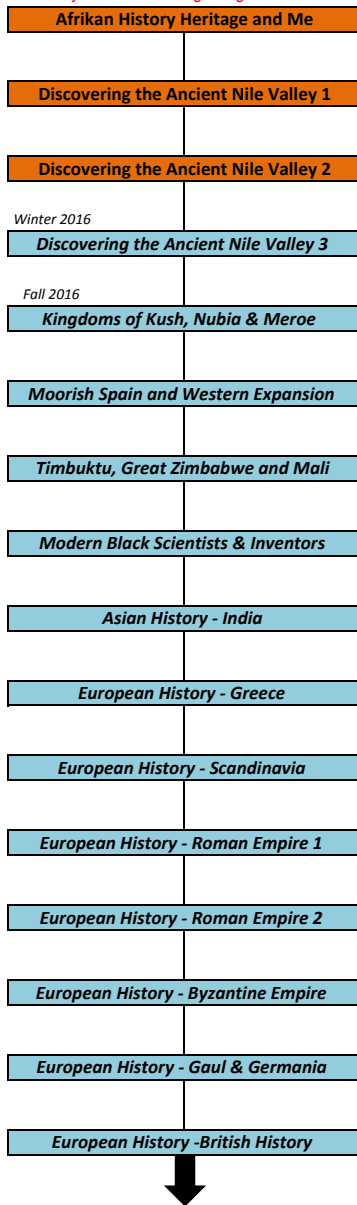 Afrikan History Heritage and Me
Discovering the Ancient Nile Valley 1
Discovering the Ancient Nile Valley 2
Winter 2016
Discovering the Ancient Nile Valley 3
Fall 2016
Kingdoms of Kush, Nubia & Meroe
Moorish Spain and Western Expansion
Timbuktu, Great Zimbabwe and Mali
Modern Black Scientists & Inventors
Asian History - India
European History - Greece
European History - Scandinavia
European History - Roman Empire 1
European History - Roman Empire 2
European History - Byzantine Empire
European History - Gaul & Germania
European History -British History